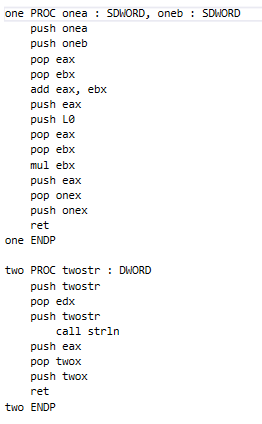 one PROC onea : SDWORD, oneb : SDWORD
push onea
push oneb
pop eax
pop ebx
add eax, ebx
push eax
push L0
pop eax
pop ebx
mul ebx
push eax
pop onex
push onex
ret
one ENDP
two PROC twostr : DWORD
push twostr
pop edx
push twostr
call strln
push eax
pop twox
push twox
ret
two ENDP